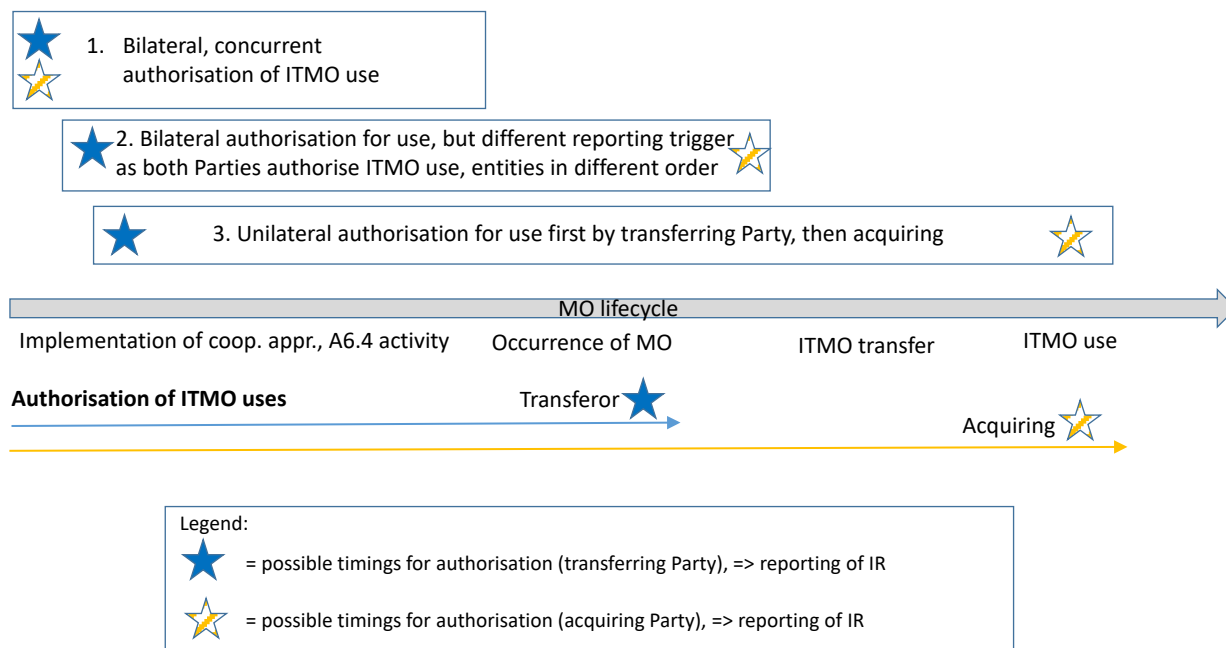 1. Bilateral, concurrent
authorisation of ITMO use
2. Bilateral authorisation for use, but different reporting trigger
as both Parties authorise ITMO use, entities in different order
3. Unilateral authorisation for use first by transferring Party, then acquiring
MO lifecycle
Implementation of coop. appr., A6.4 activity
Occurrence of MO
ITMO transfer
ITMO use
Authorisation of ITMO uses
Transferor
Acquiring
Legend:
= possible timings for authorisation (transferring Party), => reporting of IR
= possible timings for authorisation (acquiring Party), => reporting of IR